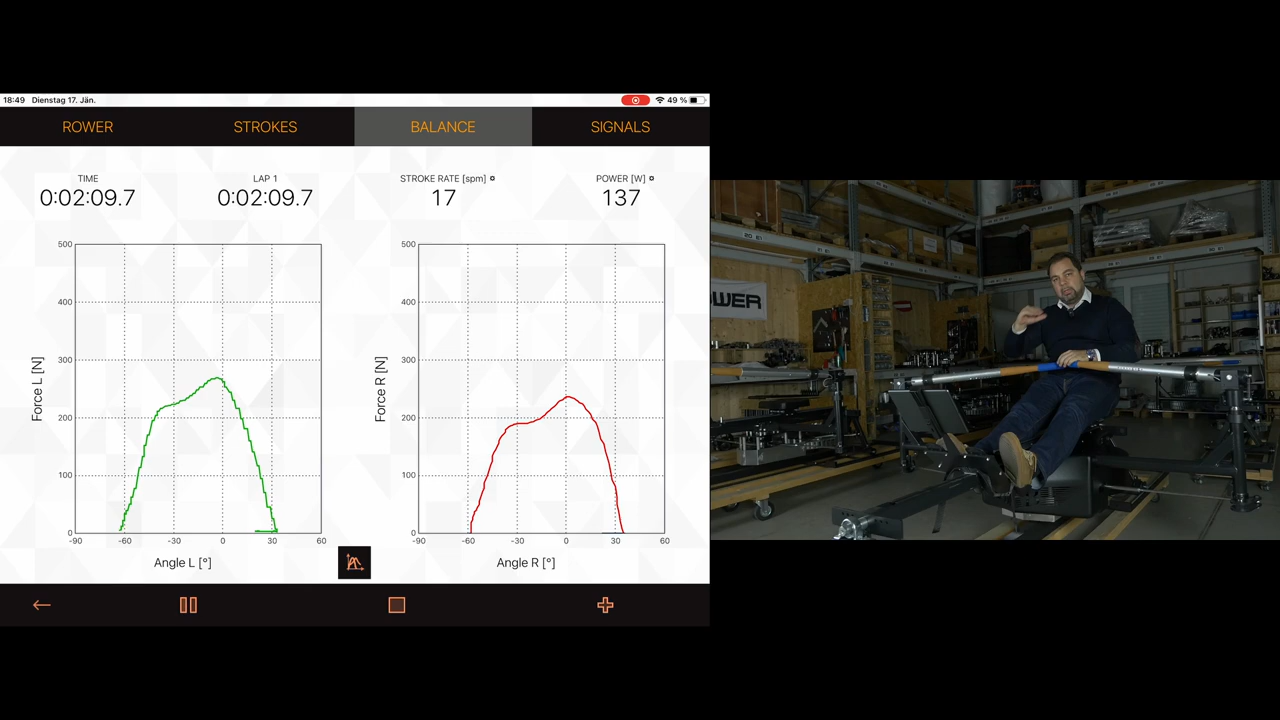 18:49 Dienstag 17. Jän. 49 %
ROWER STROKES BALANCE SIGNALS
TIME LAP 1 STROKE RATE [spm] POWER [W]
0:02:09.7 0:02:09.7 17 137
Force L [N]
500
400
300
200
100
0
-90 -60 -30 0 30 60
Angle L [°]
Force R [N]
500
400
300
200
100
0
-90 -60 -30 0 30 60
Angle R [°]
OWER